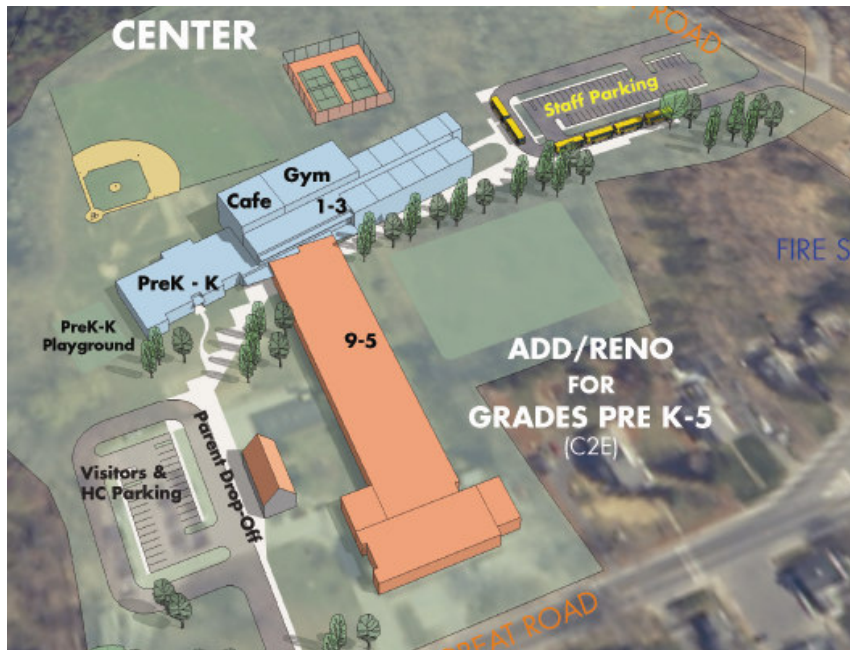 CENTER
ROAD
Staff Parking
Gym
Cafe
1-3
PreK - K
FIRE S
PreK-K
Playground
9-5
ADD/RENO
FOR
GRADES PRE K-5
(C2E)
Parent Drop-Off
Visitors &
HC Parking
REAT ROAD